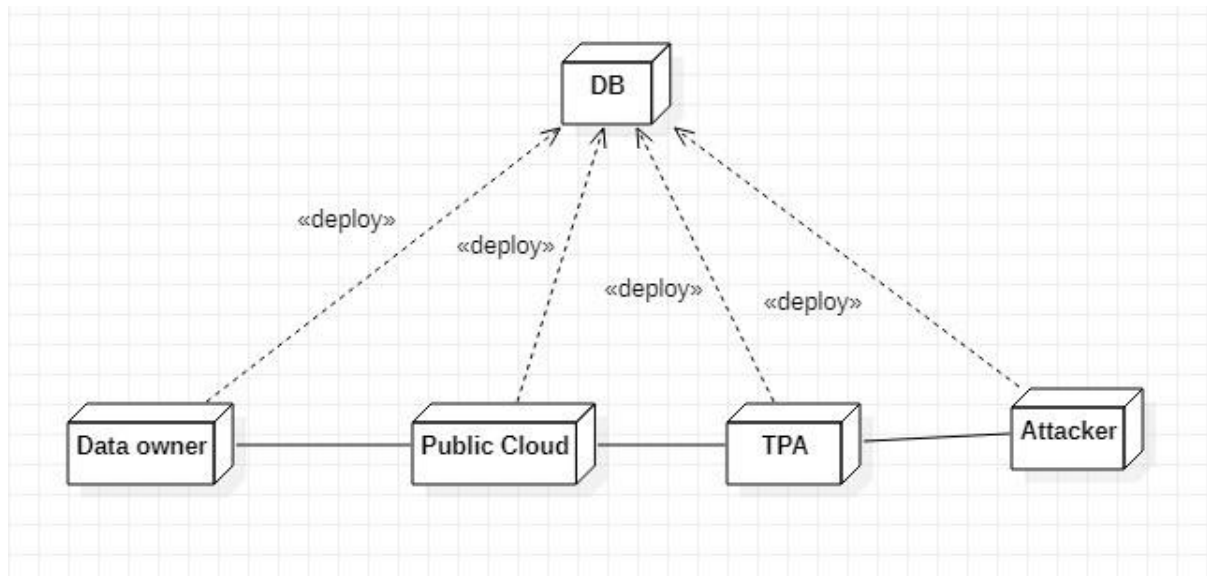 DB
«deploy»
«deploy»
«deploy»
«deploy»
Data owner
Public Cloud
TPA
Attacker